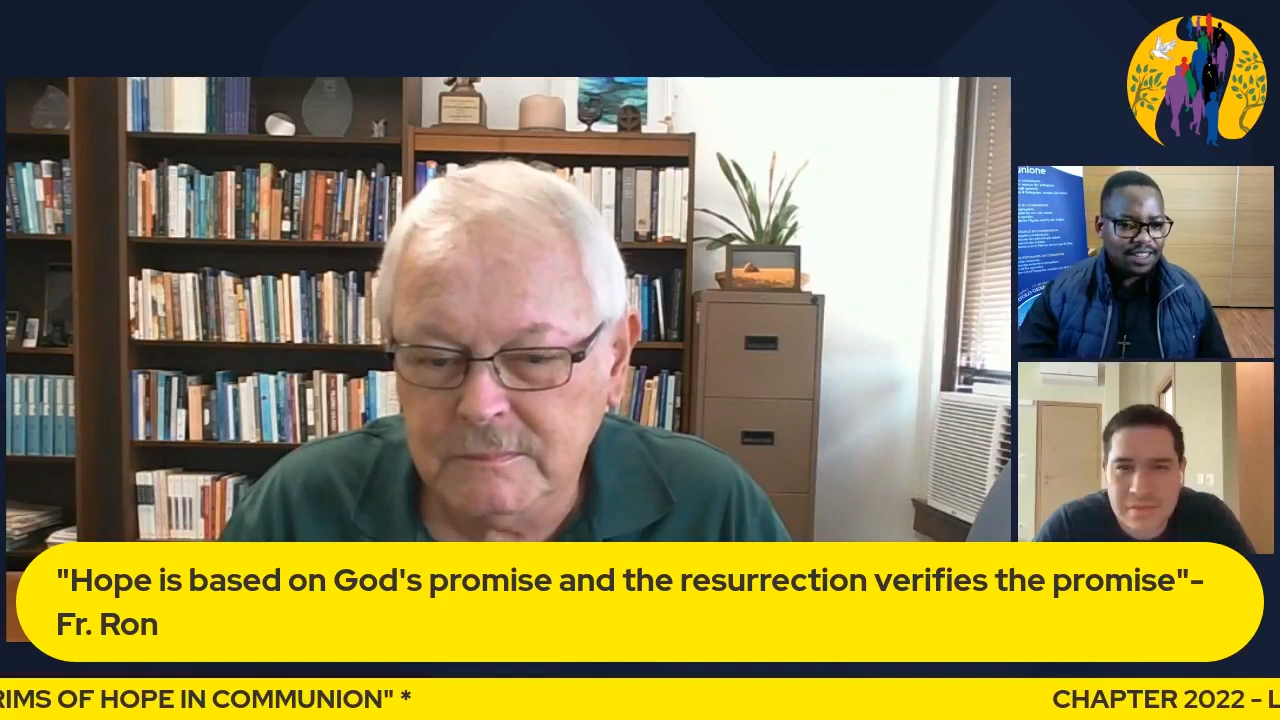 unione
"Hope is based on God's promise and the resurrection verifies the promise"-
Fr. Ron
RIMS OF HOPE IN COMMUNION" *
CHAPTER 2022 - L